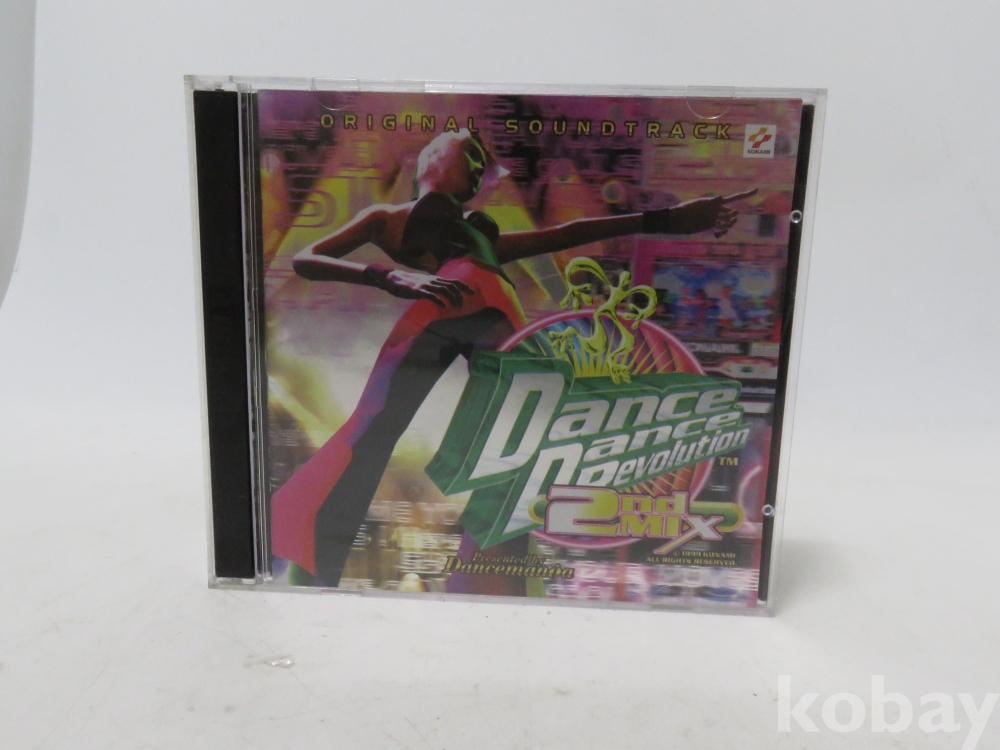 ORIGINAL SOUNDTRACK
KONAMI
Dance
Dance
Revolution
TM
2nd
MIX
© 1999 KONAMI
ALL RIGHTS RESERVED.
Presented by
Dancemania
kobay